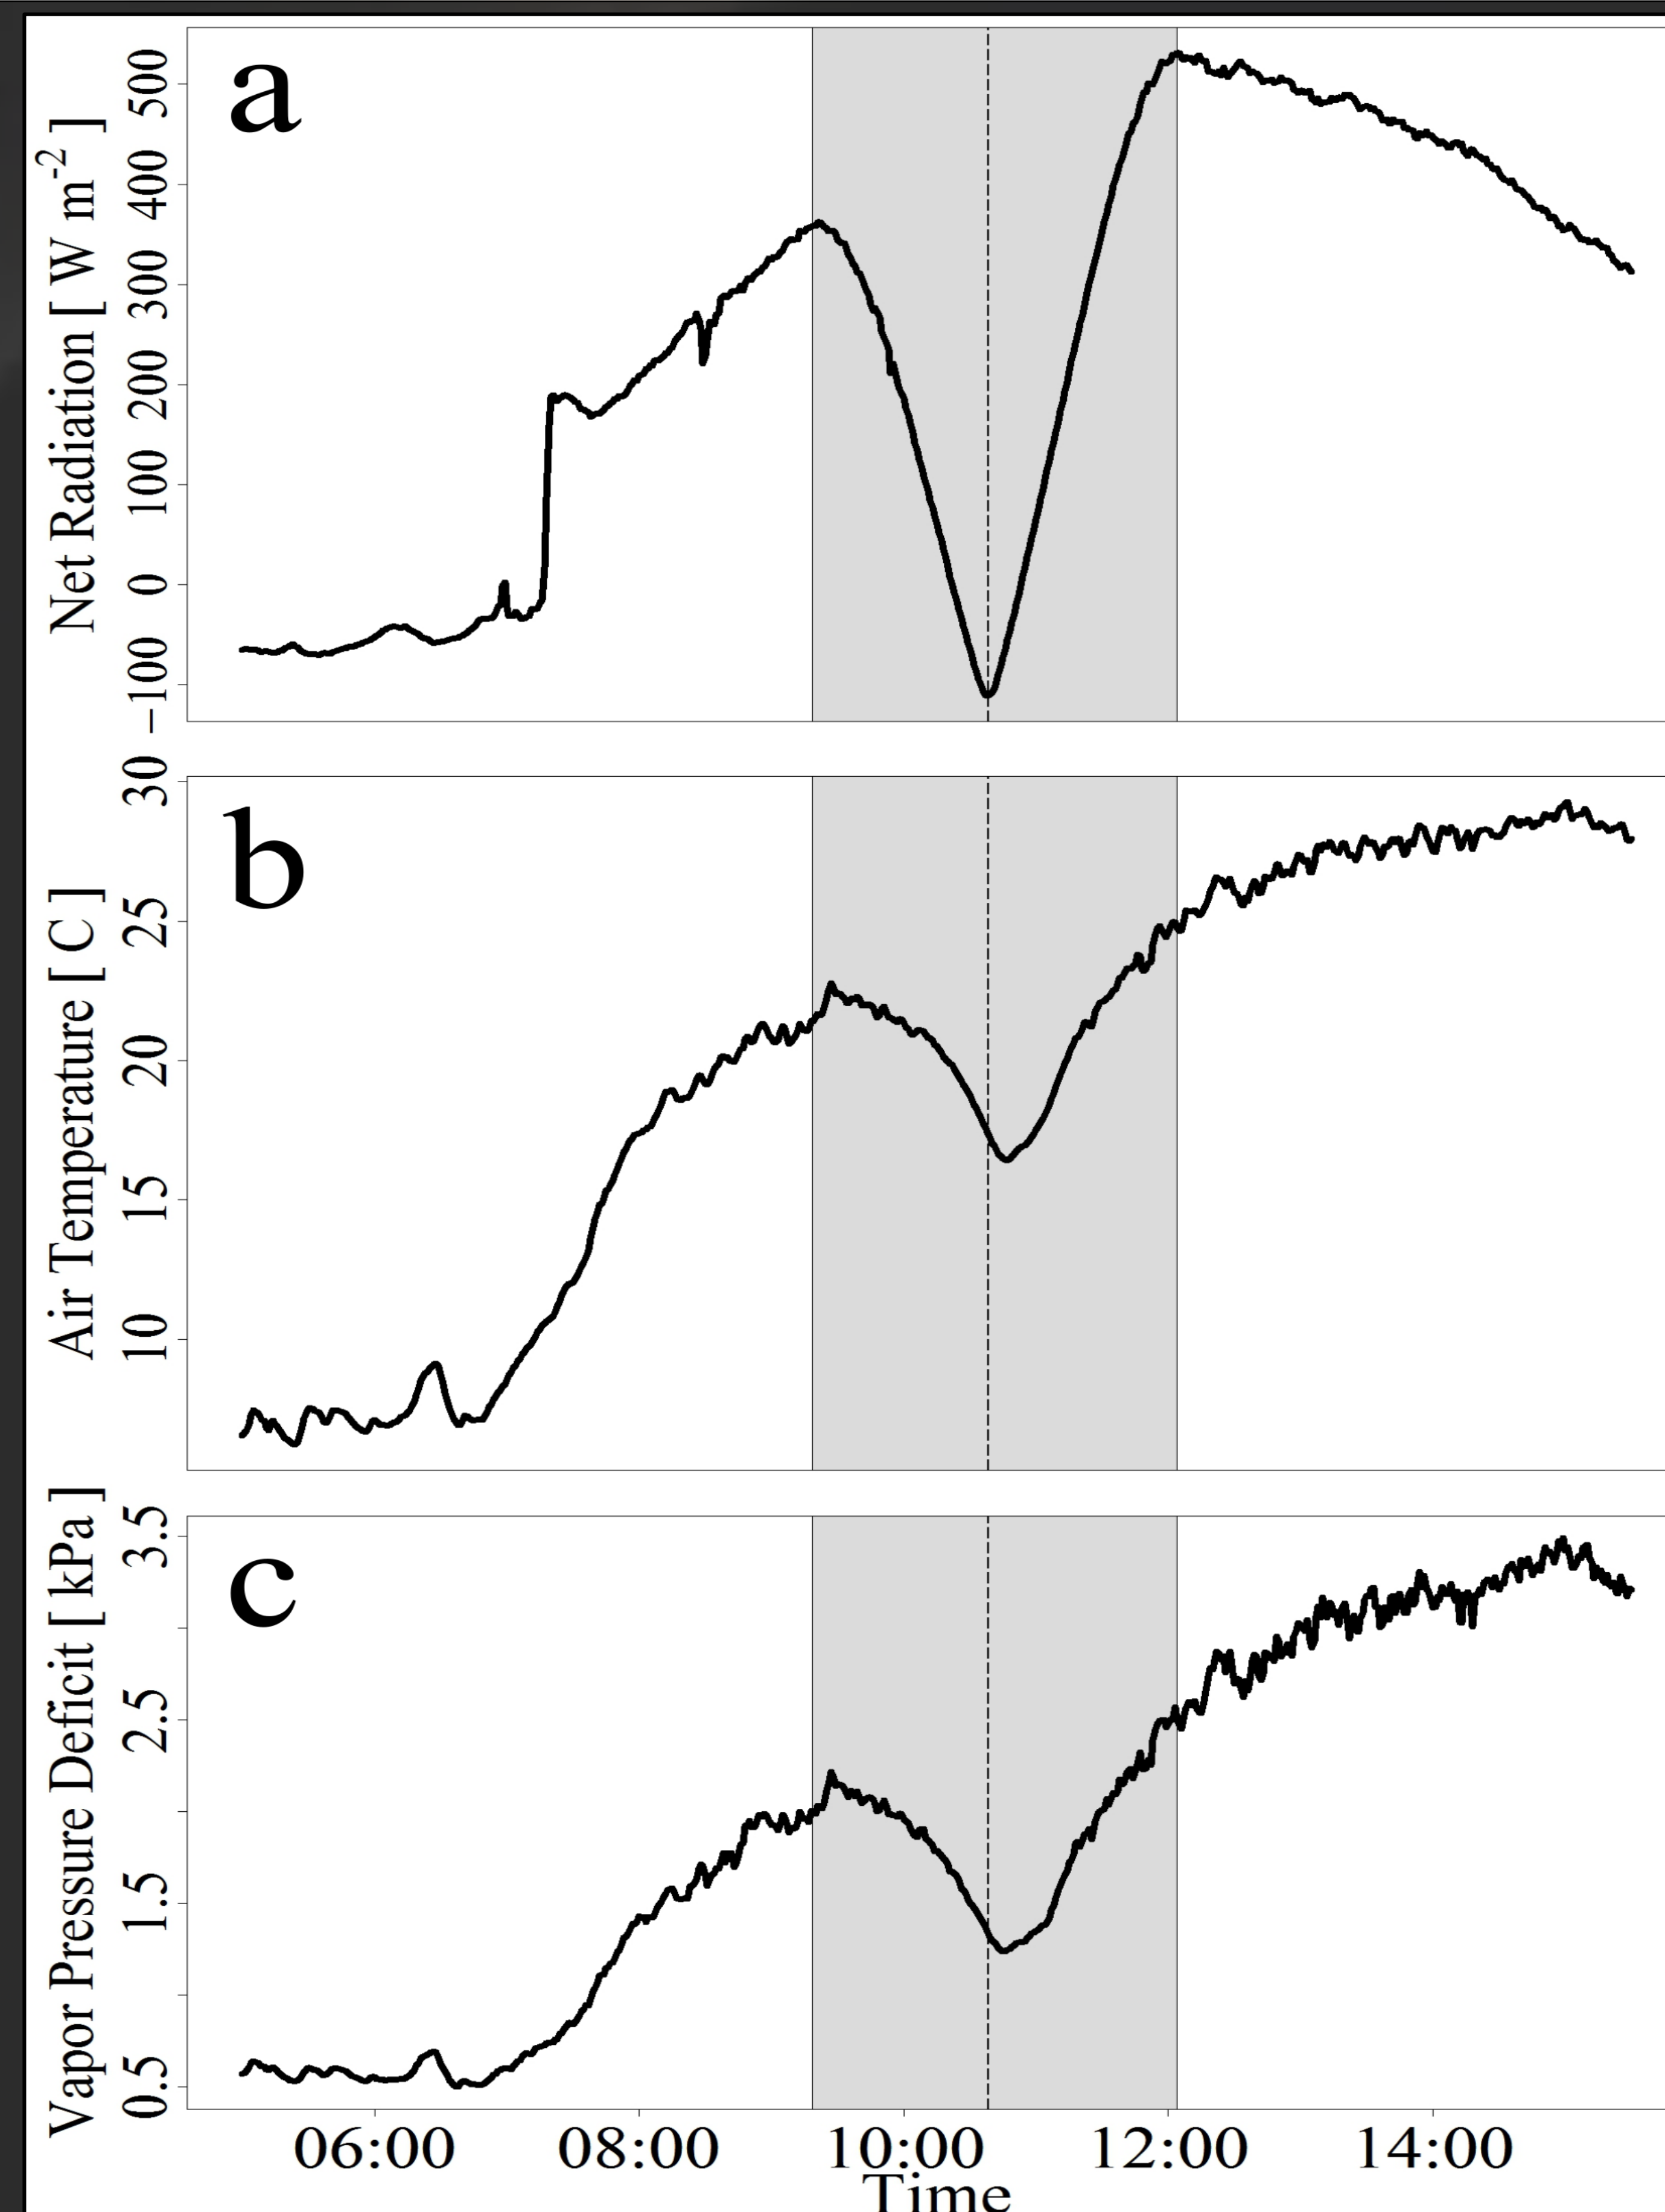 a
Net Radiation [ W m-2 ]
500
400
300
200
100
0
−100
b
Air Temperature [ C ]
30
25
20
15
10
c
Vapor Pressure Deficit [ kPa ]
3.5
2.5
1.5
0.5
06:00 08:00 10:00 12:00 14:00
Time